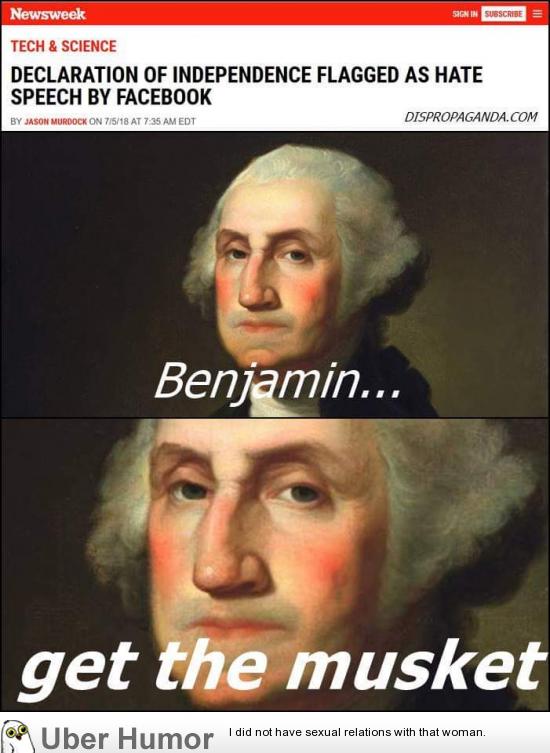 Newsweek
SIGN IN SUBSCRIBE
TECH & SCIENCE
DECLARATION OF INDEPENDENCE FLAGGED AS HATE
SPEECH BY FACEBOOK
BY JASON MURDOCK ON 7/5/18 AT 7:35 AM EDT
DISPROPAGANDA.COM
Benjamin...
get the musket
Uber Humor
I did not have sexual relations with that woman.